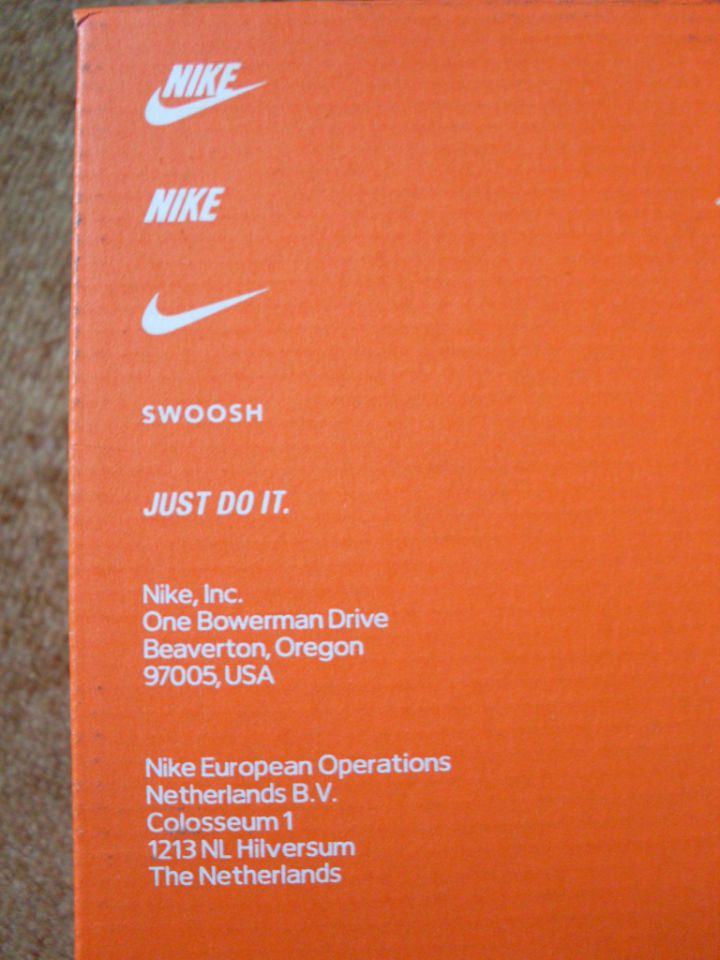 NIKE
NIKE
SWOOSH
JUST DO IT.
Nike, Inc.
One Bowerman Drive
Beaverton, Oregon
97005, USA
Nike European Operations
Netherlands B.V.
Colosseum 1
1213 NL Hilversum
The Netherlands